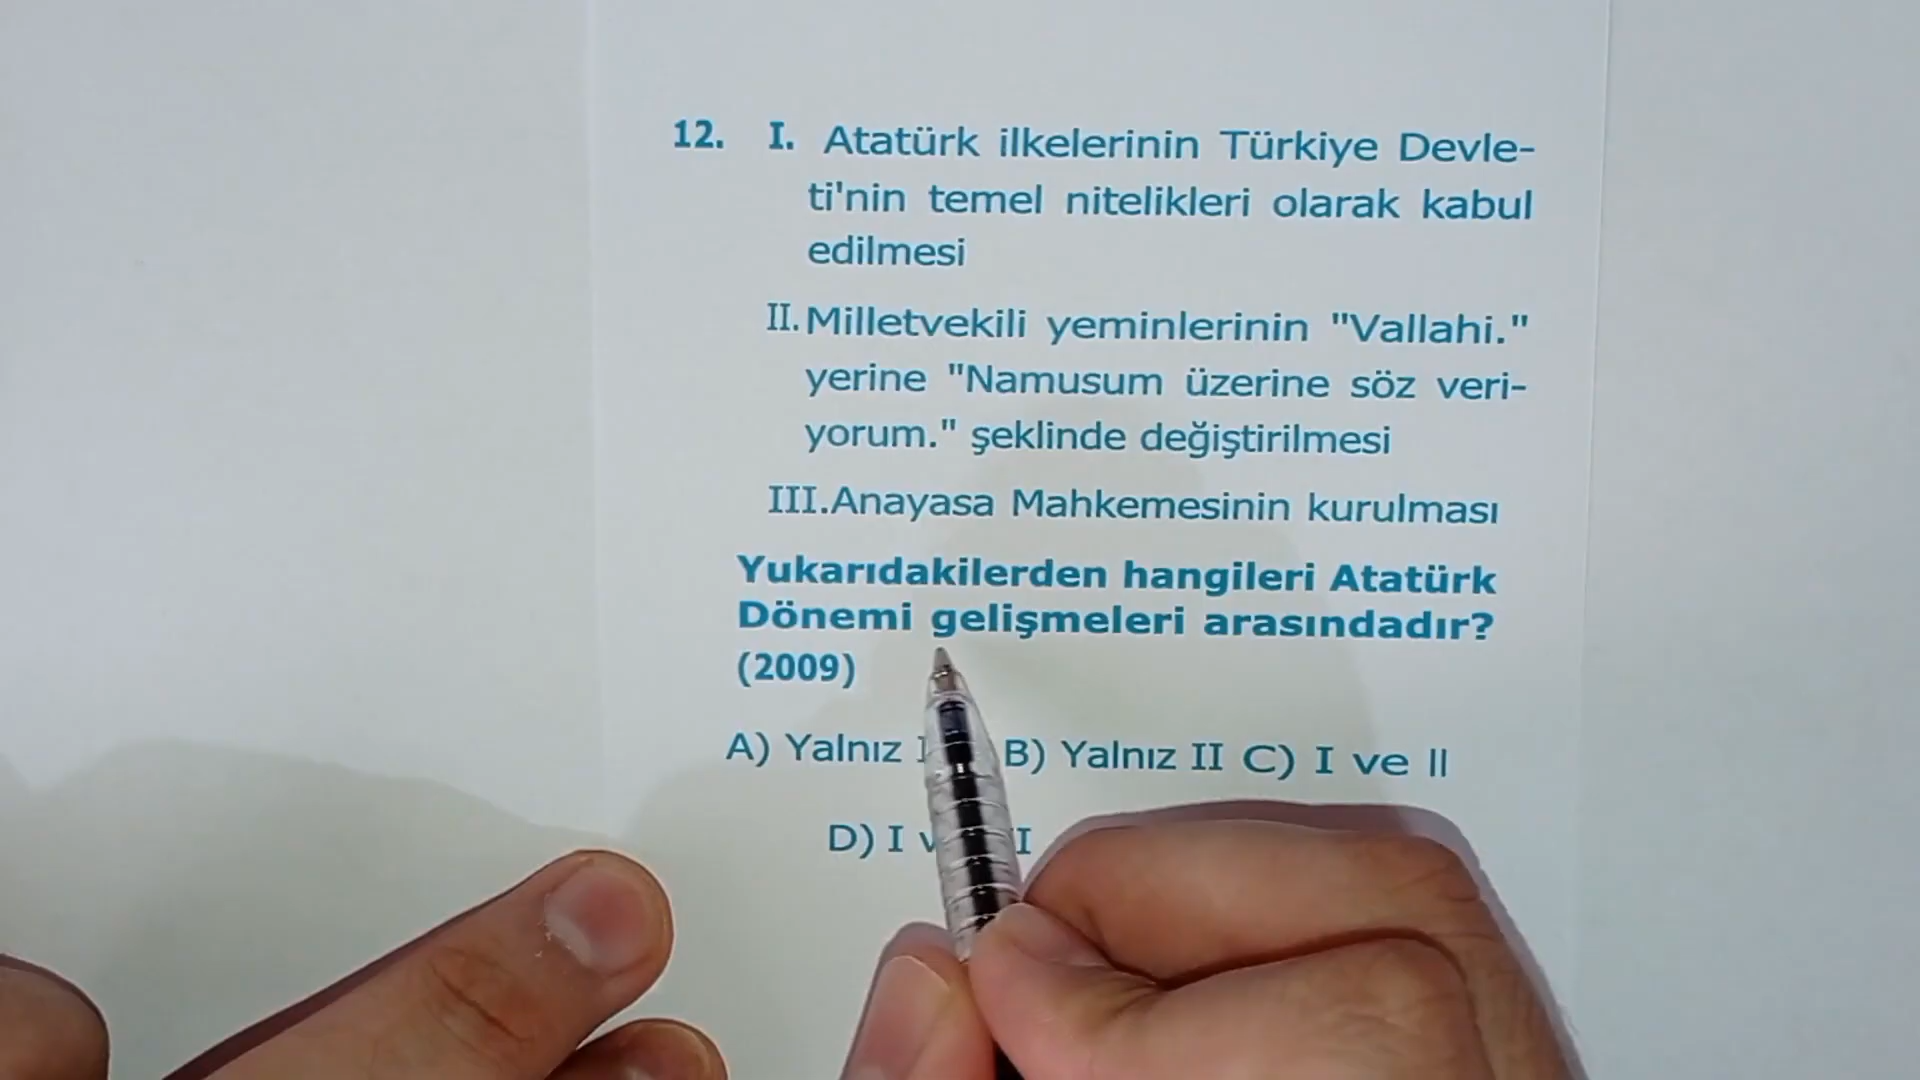 12. I. Atatürk ilkelerinin Türkiye Devle-
ti'nin temel nitelikleri olarak kabul
edilmesi
II. Milletvekili yeminlerinin "Vallahi."
yerine "Namusum üzerine söz veri-
yorum." şeklinde değiştirilmesi
III. Anayasa Mahkemesinin kurulması
Yukarıdakilerden hangileri Atatürk
Dönemi gelişmeleri arasındadır?
(2009)
A) Yalnız B) Yalnız II C) I ve II
D) I